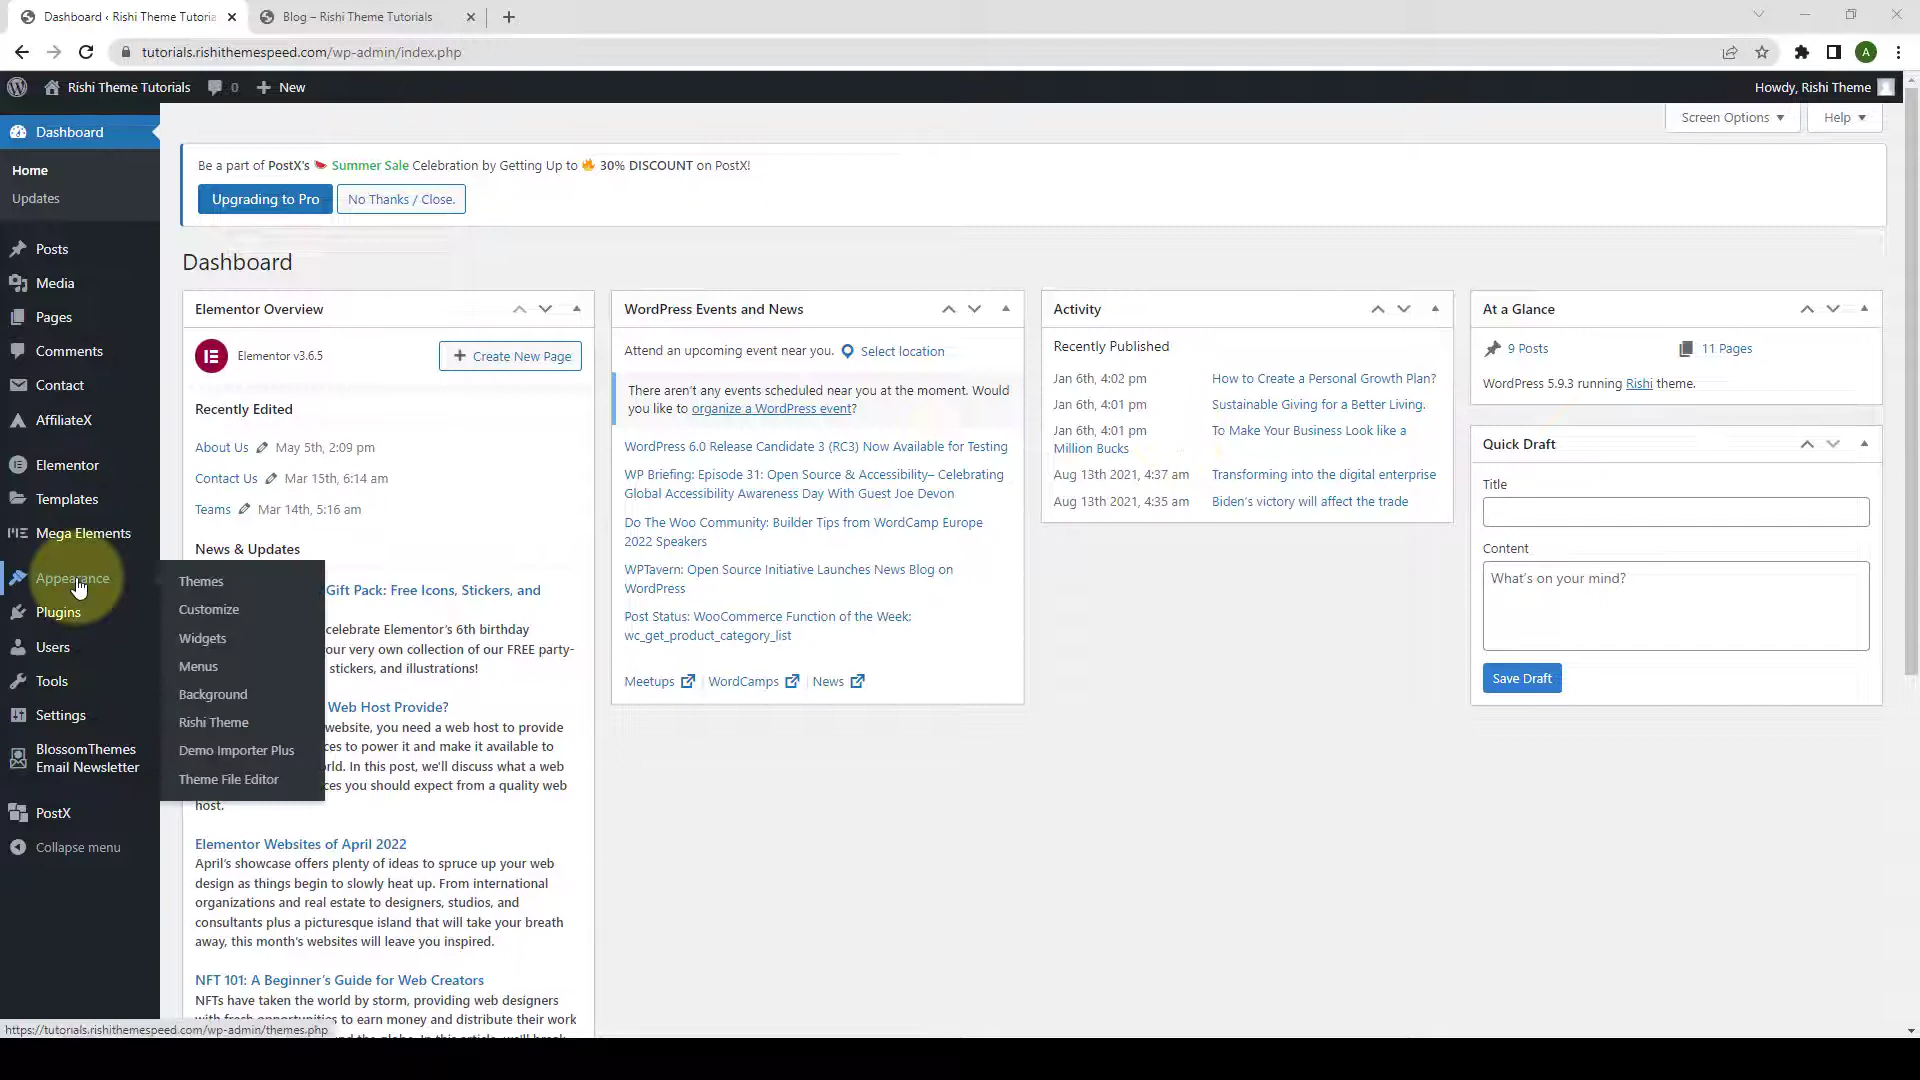 Dashboard ‹ Rishi Theme Tutoria
Blog – Rishi Theme Tutorials
tutorials.rishithemespeed.com/wp-admin/index.php
A
Rishi Theme Tutorials
0
New
Howdy, Rishi Theme
Dashboard
Home
Updates
Posts
Media
Pages
Comments
Contact
AffiliateX
Elementor
Templates
Mega Elements
Appearance
Plugins
Users
Tools
Settings
BlossomThemes
Email Newsletter
PostX
Collapse menu
Themes
Customize
Widgets
Menus
Background
Rishi Theme
Demo Importer Plus
Theme File Editor
Screen Options
Help
Be a part of PostX's Summer Sale Celebration by Getting Up to 30% DISCOUNT on PostX!
Upgrading to Pro
No Thanks / Close.
Dashboard
Elementor Overview
Elementor v3.6.5
+ Create New Page
Recently Edited
About Us May 5th, 2:09 pm
Contact Us Mar 15th, 6:14 am
Teams Mar 14th, 5:16 am
News & Updates
Gift Pack: Free Icons, Stickers, and
celebrate Elementor's 6th birthday
our very own collection of our FREE party-
stickers, and illustrations!
Web Host Provide?
website, you need a web host to provide
ces to power it and make it available to
rld. In this post, we'll discuss what a web
ces you should expect from a quality web
host.
Elementor Websites of April 2022
April's showcase offers plenty of ideas to spruce up your web
design as things begin to slowly heat up. From international
organizations and real estate to designers, studios, and
consultants plus a picturesque island that will take your breath
away, this month's websites will leave you inspired.
NFT 101: A Beginner's Guide for Web Creators
NFTs have taken the world by storm, providing web designers
with fresh opportunities to earn money and distribute their work
https://tutorials.rishithemespeed.com/wp-admin/themes.php
WordPress Events and News
Attend an upcoming event near you. Select location
There aren't any events scheduled near you at the moment. Would
you like to organize a WordPress event?
WordPress 6.0 Release Candidate 3 (RC3) Now Available for Testing
WP Briefing: Episode 31: Open Source & Accessibility– Celebrating
Global Accessibility Awareness Day With Guest Joe Devon
Do The Woo Community: Builder Tips from WordCamp Europe
2022 Speakers
WPTavern: Open Source Initiative Launches News Blog on
WordPress
Post Status: WooCommerce Function of the Week:
wc_get_product_category_list
Meetups | WordCamps | News
Activity
Recently Published
Jan 6th, 4:02 pm How to Create a Personal Growth Plan?
Jan 6th, 4:01 pm Sustainable Giving for a Better Living.
Jan 6th, 4:01 pm To Make Your Business Look like a
Million Bucks
Aug 13th 2021, 4:37 am Transforming into the digital enterprise
Aug 13th 2021, 4:35 am Biden's victory will affect the trade
At a Glance
9 Posts
11 Pages
WordPress 5.9.3 running Rishi theme.
Quick Draft
Title
Content
What's on your mind?
Save Draft